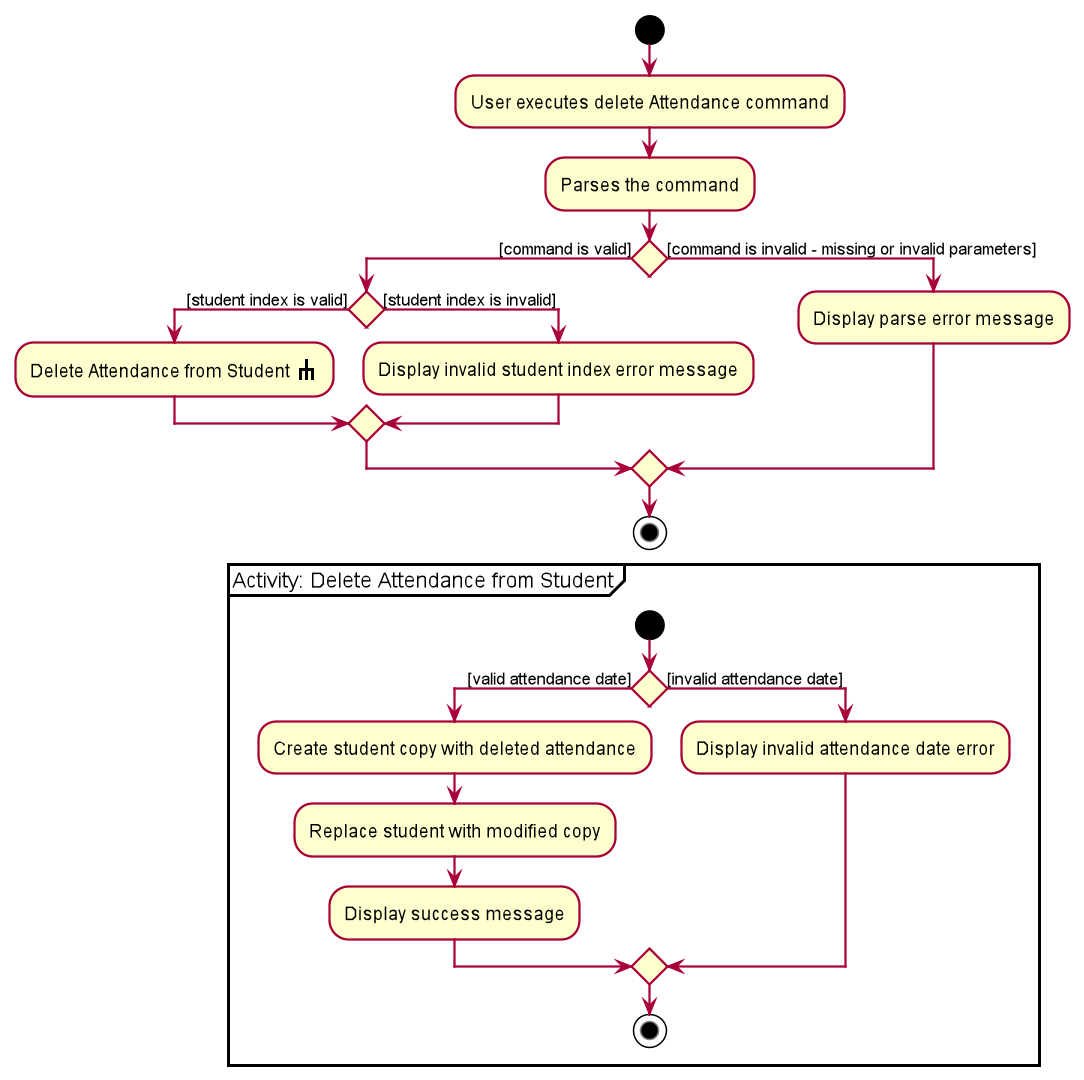 User executes delete Attendance command
Parses the command
[command is valid]
[command is invalid - missing or invalid parameters]
[student index is valid]
[student index is invalid]
Display parse error message
Delete Attendance from Student
Display invalid student index error message
Activity: Delete Attendance from Student
[valid attendance date]
[invalid attendance date]
Create student copy with deleted attendance
Display invalid attendance date error
Replace student with modified copy
Display success message